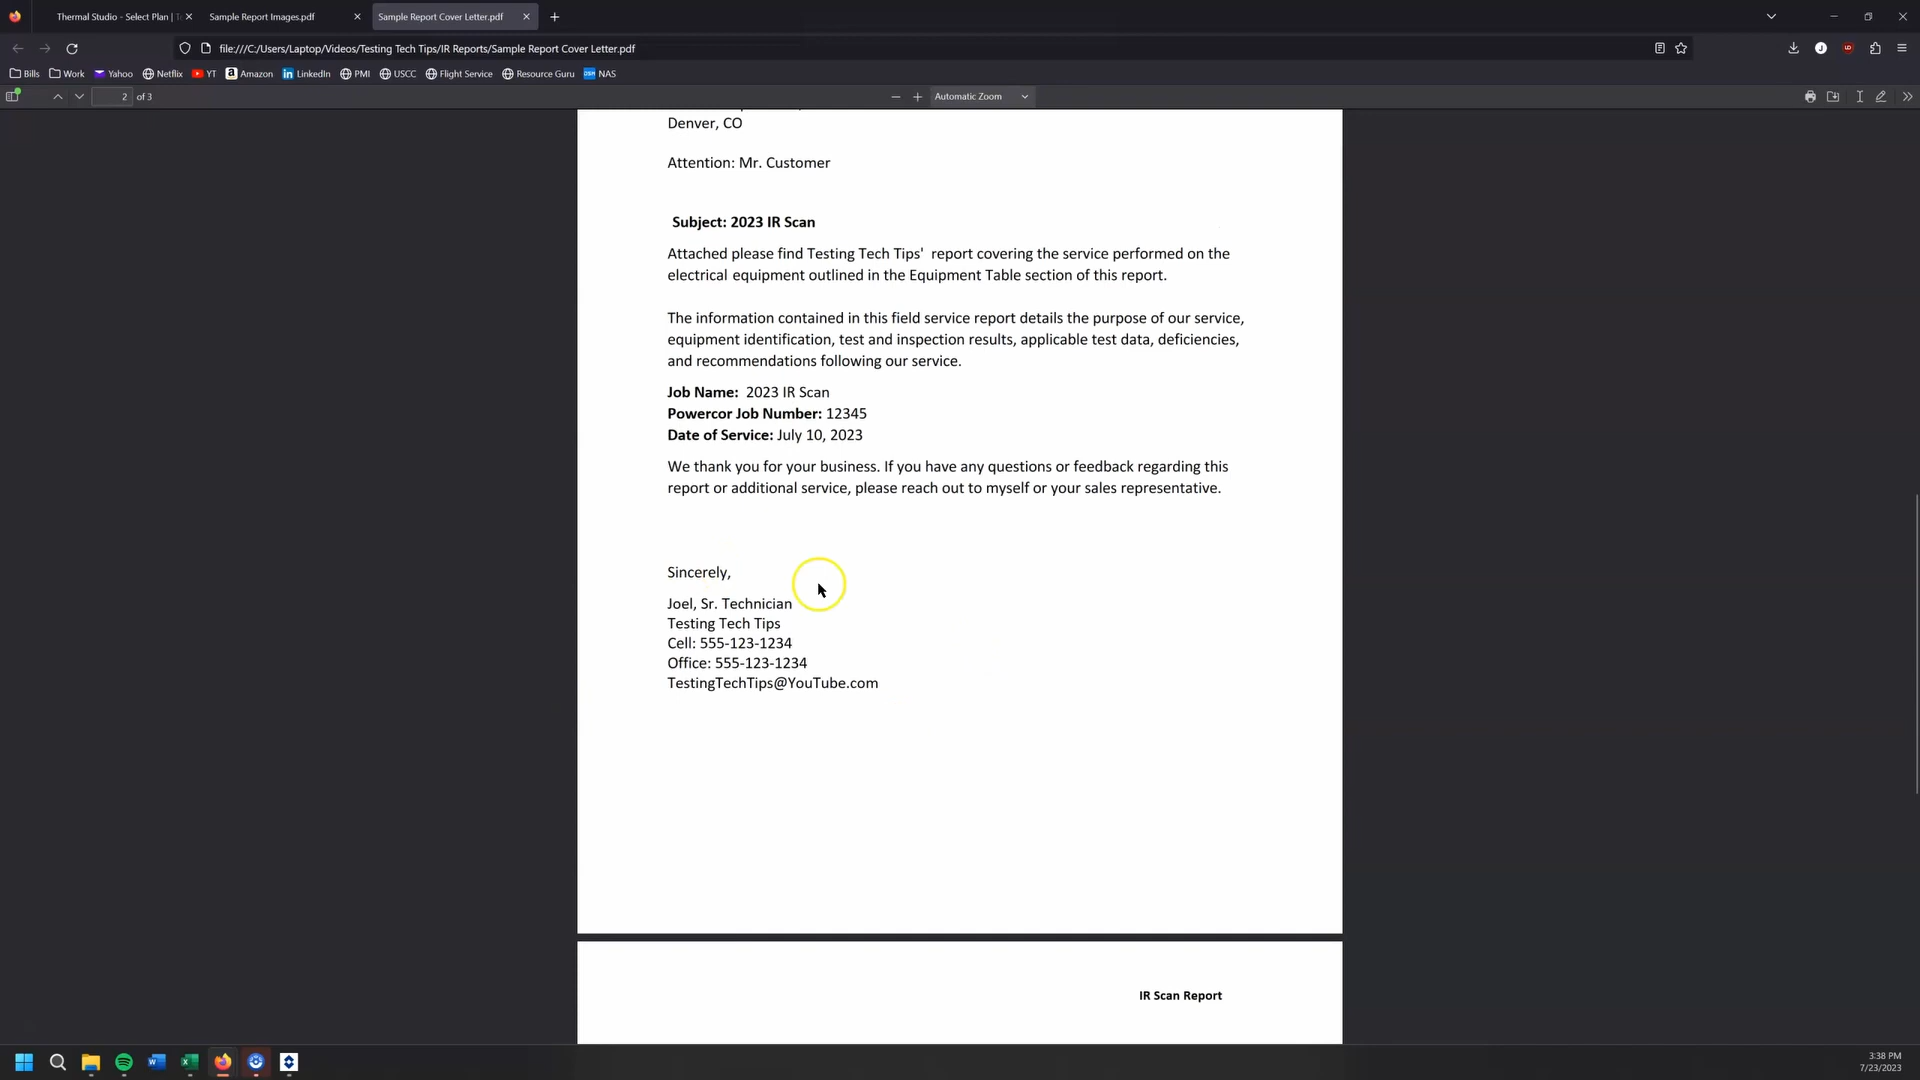 Thermal Studio - Select Plan |
Sample Report Images.pdf
Sample Report Cover Letter.pdf
file:///C:/Users/Laptop/Videos/Testing Tech Tips/IR Reports/Sample Report Cover Letter.pdf
Bills Work Yahoo Netflix YT Amazon LinkedIn PMI USCC Flight Service Resource Guru NAS
2 of 3
Automatic Zoom
Denver, CO
Attention: Mr. Customer
Subject: 2023 IR Scan
Attached please find Testing Tech Tips' report covering the service performed on the
electrical equipment outlined in the Equipment Table section of this report.
The information contained in this field service report details the purpose of our service,
equipment identification, test and inspection results, applicable test data, deficiencies,
and recommendations following our service.
Job Name: 2023 IR Scan
Powercor Job Number: 12345
Date of Service: July 10, 2023
We thank you for your business. If you have any questions or feedback regarding this
report or additional service, please reach out to myself or your sales representative.
Sincerely,
Joel, Sr. Technician
Testing Tech Tips
Cell: 555-123-1234
Office: 555-123-1234
TestingTechTips@YouTube.com
IR Scan Report
3:38 PM
7/23/2023